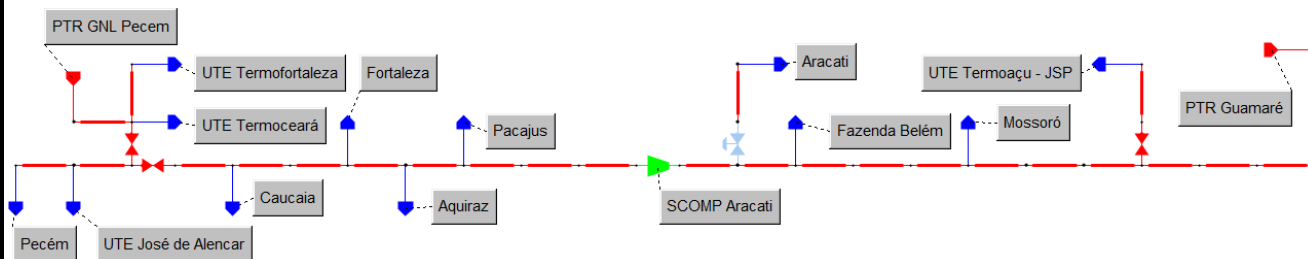 PTR GNL Pecem
UTE Termofortaleza
Fortaleza
Aracati
UTE Termoaçu - JSP
PTR Guamaré
UTE Termoceará
Pacajus
Fazenda Belém
Mossoró
Caucaia
Aquiraz
SCOMP Aracati
Pecém
UTE José de Alencar